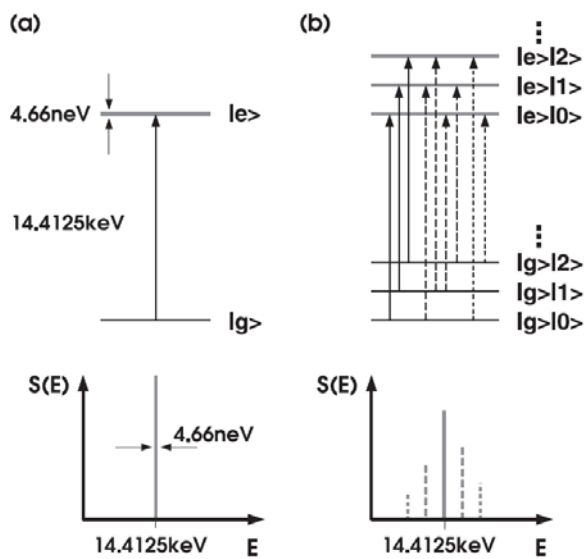 (a)
4.66neV
|e>
14.4125keV
|g>
S(E)
4.66neV
14.4125keV
E
(b)
|e>|2>
|e>|1>
|e>|0>
|g>|2>
|g>|1>
|g>|0>
S(E)
14.4125keV
E